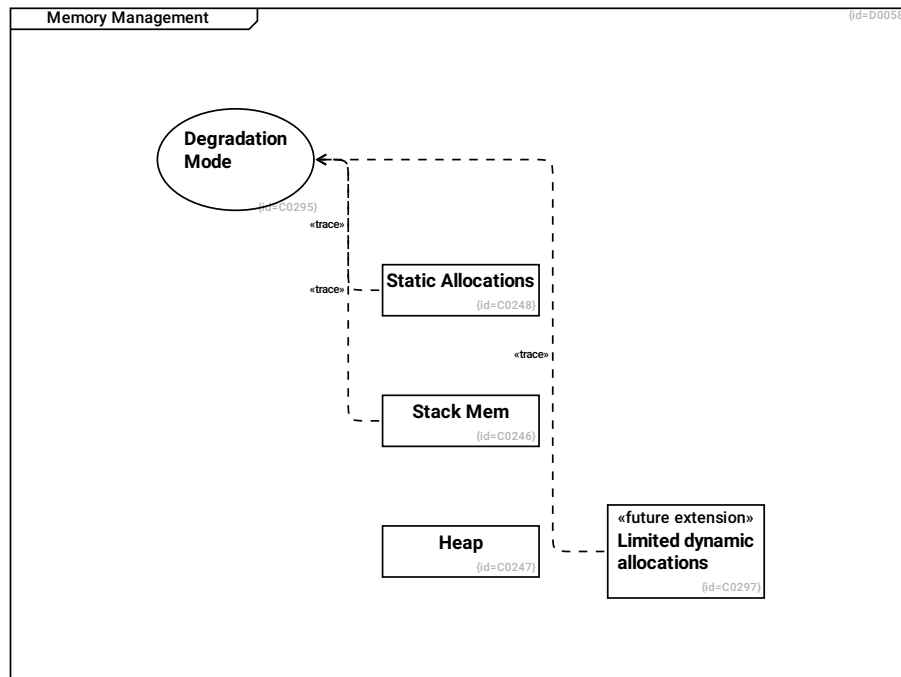 Memory Management
{id=D0058
Degradation
Mode
{id=C0295}
«trace»
Static Allocations
{id=C0248}
«trace»
«trace»
Stack Mem
{id=C0246}
«future extension»
Limited dynamic
allocations
{id=C0297}
Heap
{id=C0247}